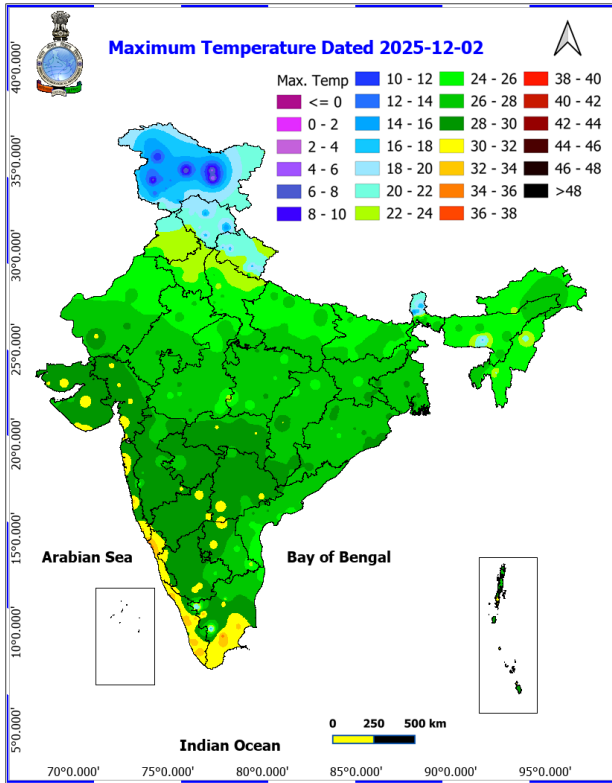 Maximum Temperature Dated 2025-12-02
Max. Temp
<= 0
0 - 2
2 - 4
4 - 6
6 - 8
8 - 10
10 - 12
12 - 14
14 - 16
16 - 18
18 - 20
20 - 22
22 - 24
24 - 26
26 - 28
28 - 30
30 - 32
32 - 34
34 - 36
36 - 38
38 - 40
40 - 42
42 - 44
44 - 46
46 - 48
>48
40°0.000'
35°0.000'
30°0.000'
25°0.000'
20°0.000'
15°0.000'
10°0.000'
5°0.000'
Arabian Sea
Bay of Bengal
0 250 500 km
Indian Ocean
70°0.000' 75°0.000' 80°0.000' 85°0.000' 90°0.000' 95°0.000'